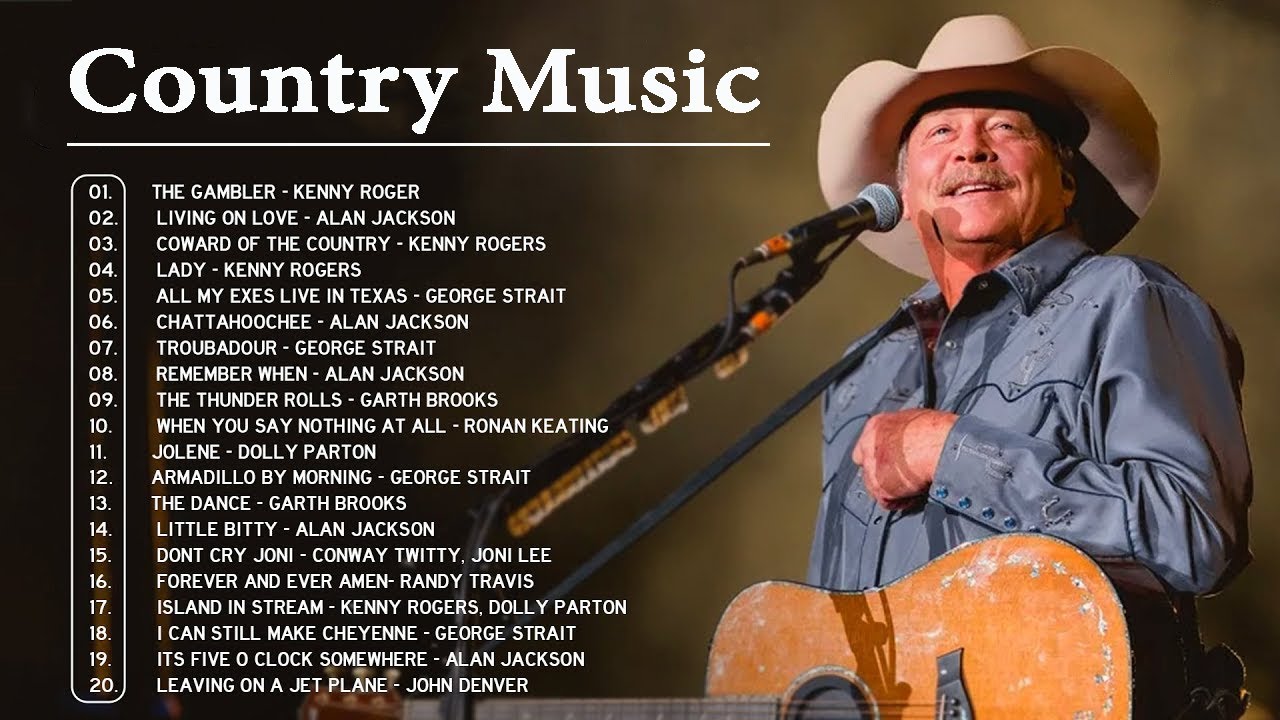 Country Music
01. THE GAMBLER - KENNY ROGER
02. LIVING ON LOVE - ALAN JACKSON
03. COWARD OF THE COUNTRY - KENNY ROGERS
04. LADY - KENNY ROGERS
05. ALL MY EXES LIVE IN TEXAS - GEORGE STRAIT
06. CHATTAHOOCHEE - ALAN JACKSON
07. TROUBADOUR - GEORGE STRAIT
08. REMEMBER WHEN - ALAN JACKSON
09. THE THUNDER ROLLS - GARTH BROOKS
10. WHEN YOU SAY NOTHING AT ALL - RONAN KEATING
11. JOLENE - DOLLY PARTON
12. ARMADILLO BY MORNING - GEORGE STRAIT
13. THE DANCE - GARTH BROOKS
14. LITTLE BITTY - ALAN JACKSON
15. DONT CRY JONI - CONWAY TWITTY, JONI LEE
16. FOREVER AND EVER AMEN- RANDY TRAVIS
17. ISLAND IN STREAM - KENNY ROGERS, DOLLY PARTON
18. I CAN STILL MAKE CHEYENNE - GEORGE STRAIT
19. ITS FIVE O CLOCK SOMEWHERE - ALAN JACKSON
20. LEAVING ON A JET PLANE - JOHN DENVER